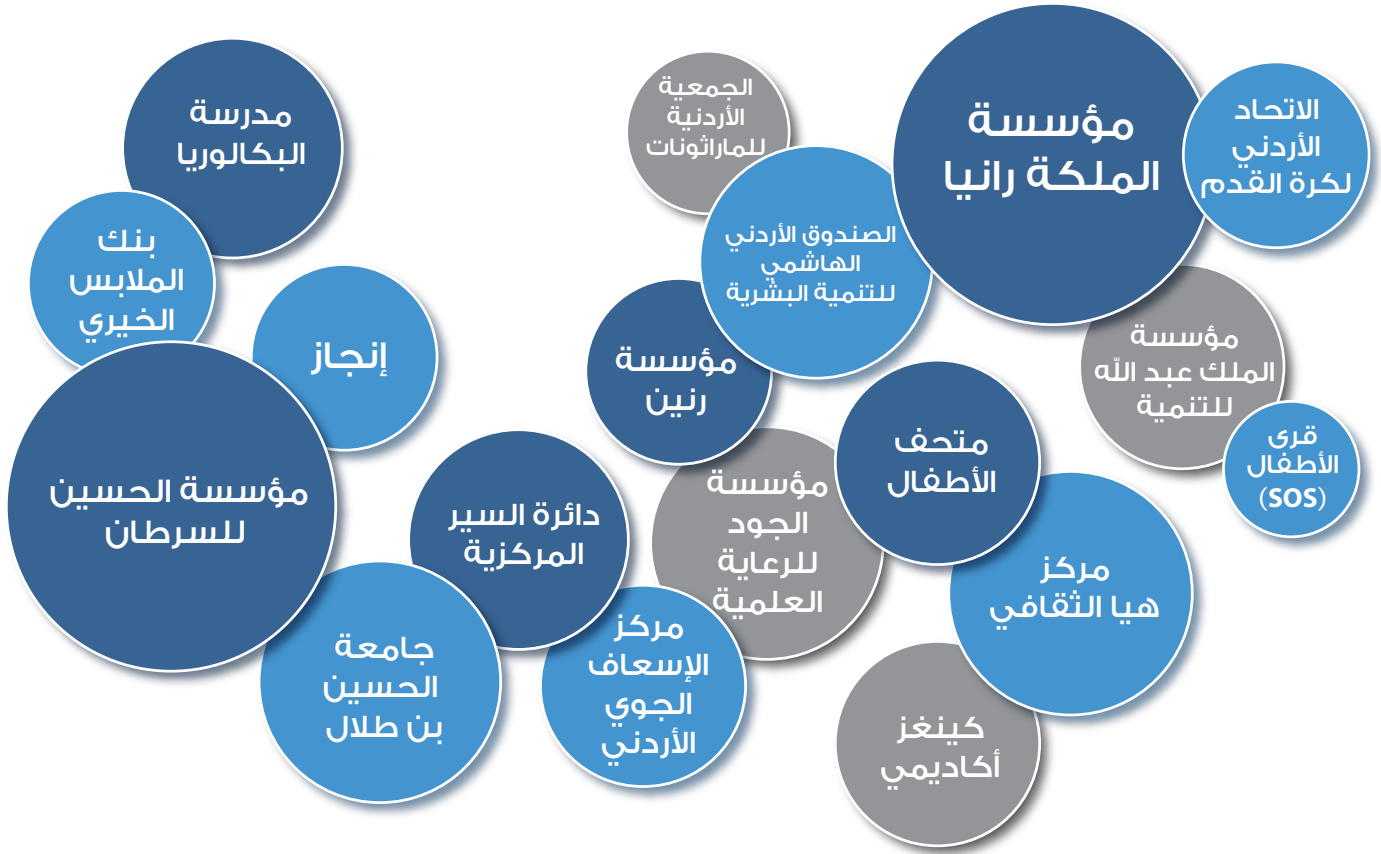 مؤسسة
الملكة رانيا
الاتحاد
الأردني
لكرة القدم
الجمعية
الأردنية
للماراثونات
مدرسة
البكالوريا
الصندوق الأردني
الهاشمي
للتنمية البشرية
بنك
الملابس
الخيري
إنجاز
مؤسسة
رنين
مؤسسة
الملك عبد الله
للتنمية
متحف
الأطفال
قرى
الأطفال
(SOS)
مؤسسة الحسين
للسرطان
دائرة السير
المركزية
مؤسسة
الجود
للرعاية
العلمية
مركز
هيا الثقافي
جامعة
الحسين
بن طلال
مركز
الإسعاف
الجوي
الأردني
كينغز
أكاديمي